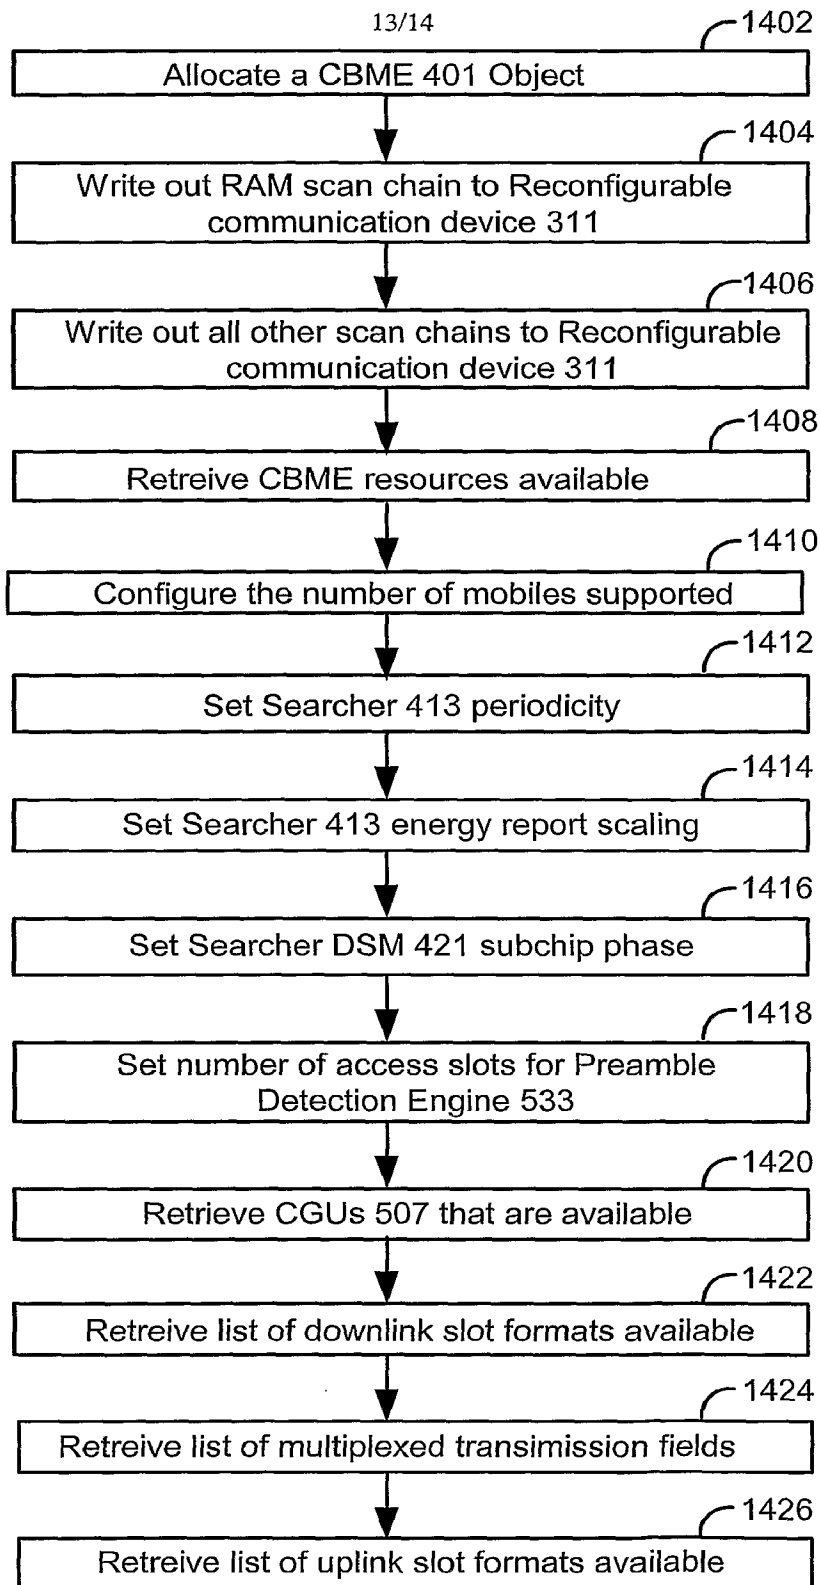 13/14
1402
Allocate a CBME 401 Object
1404
Write out RAM scan chain to Reconfigurable
communication device 311
1406
Write out all other scan chains to Reconfigurable
communication device 311
1408
Retreive CBME resources available
1410
Configure the number of mobiles supported
1412
Set Searcher 413 periodicity
1414
Set Searcher 413 energy report scaling
1416
Set Searcher DSM 421 subchip phase
1418
Set number of access slots for Preamble
Detection Engine 533
1420
Retrieve CGUs 507 that are available
1422
Retreive list of downlink slot formats available
1424
Retreive list of multiplexed transimission fields
1426
Retreive list of uplink slot formats available